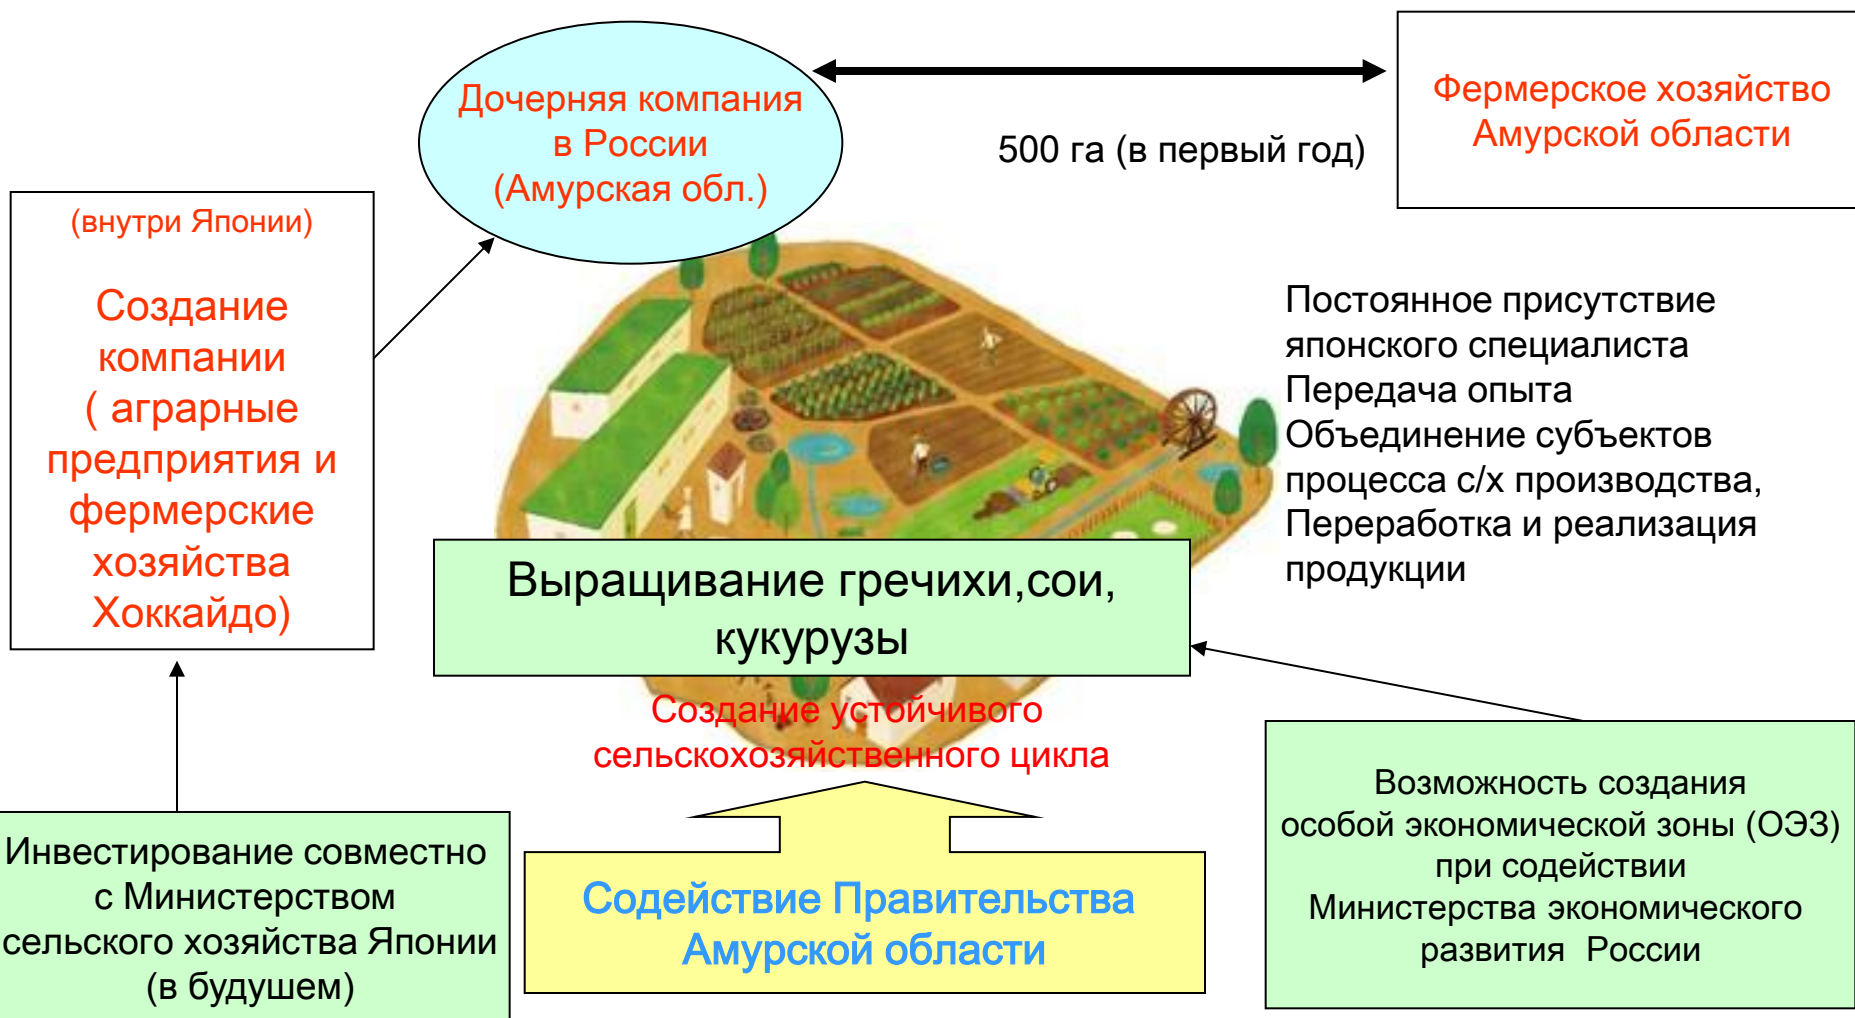 Дочерняя компания
в России
(Амурская обл.)
Фермерское хозяйство
Амурской области
500 га (в первый год)
(внутри Японии)
Создание
компании
( аграрные
предприятия и
фермерские
хозяйства
Хоккайдо)
Постоянное присутствие
японского специалиста
Передача опыта
Объединение субъектов
процесса с/х производства,
Переработка и реализация
продукции
Выращивание гречихи,сои,
кукурузы
Создание устойчивого
сельскохозяйственного цикла
Инвестирование совместно
с Министерством
сельского хозяйства Японии
(в будушем)
Содействие Правительства
Амурской области
Возможность создания
особой экономической зоны (ОЭЗ)
при содействии
Министерства экономического
развития России